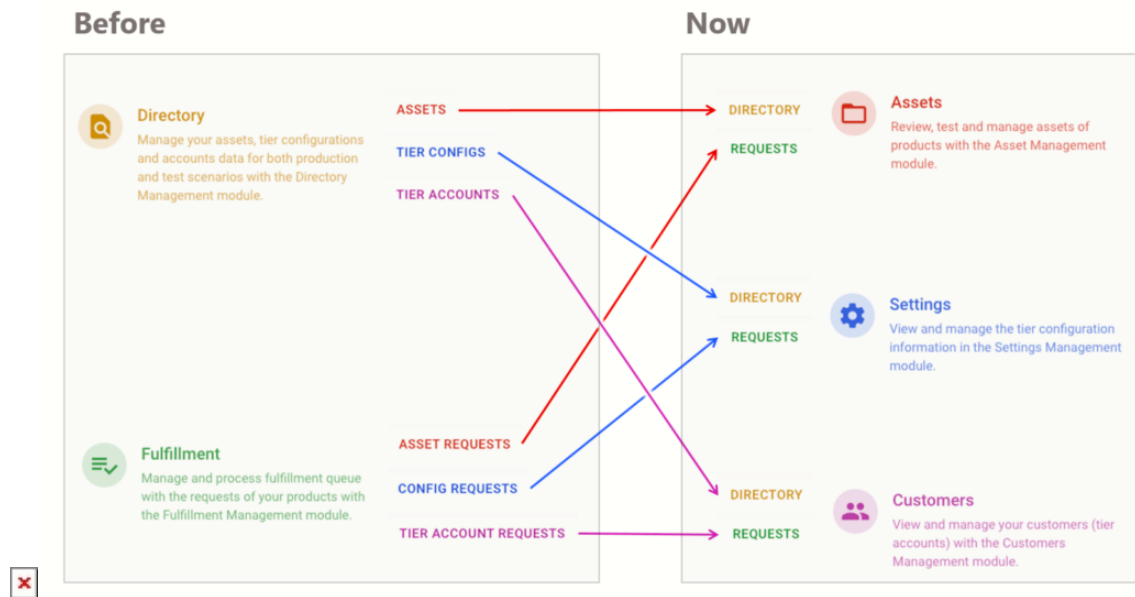 Before
Now
Directory
Manage your assets, tier configurations
and accounts data for both production
and test scenarios with the Directory
Management module.
ASSETS
TIER CONFIGS
TIER ACCOUNTS
Fulfillment
Manage and process fulfillment queue
with the requests of your products with
the Fulfillment Management module.
ASSET REQUESTS
CONFIG REQUESTS
TIER ACCOUNT REQUESTS
DIRECTORY
REQUESTS
Assets
Review, test and manage assets of
products with the Asset Management
module.
DIRECTORY
REQUESTS
Settings
View and manage the tier configuration
information in the Settings Management
module.
DIRECTORY
REQUESTS
Customers
View and manage your customers (tier
accounts) with the Customers
Management module.